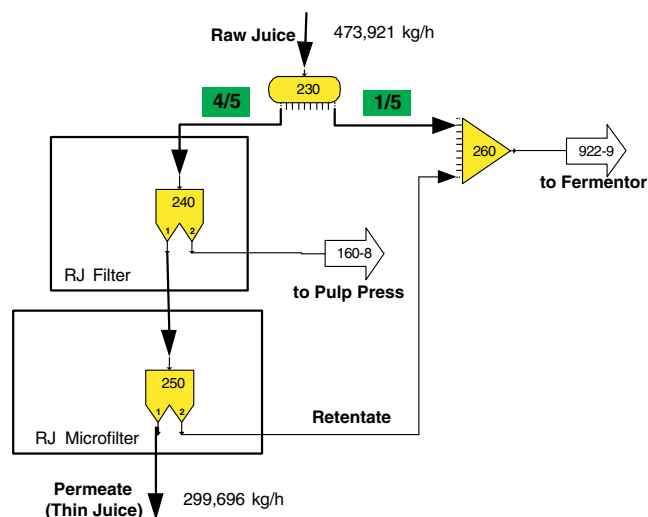 Raw Juice
473,921 kg/h
230
4/5
1/5
260
922-9
to Fermentor
240
1 2
RJ Filter
160-8
to Pulp Press
250
1 2
RJ Microfilter
Retentate
Permeate
(Thin Juice)
299,696 kg/h